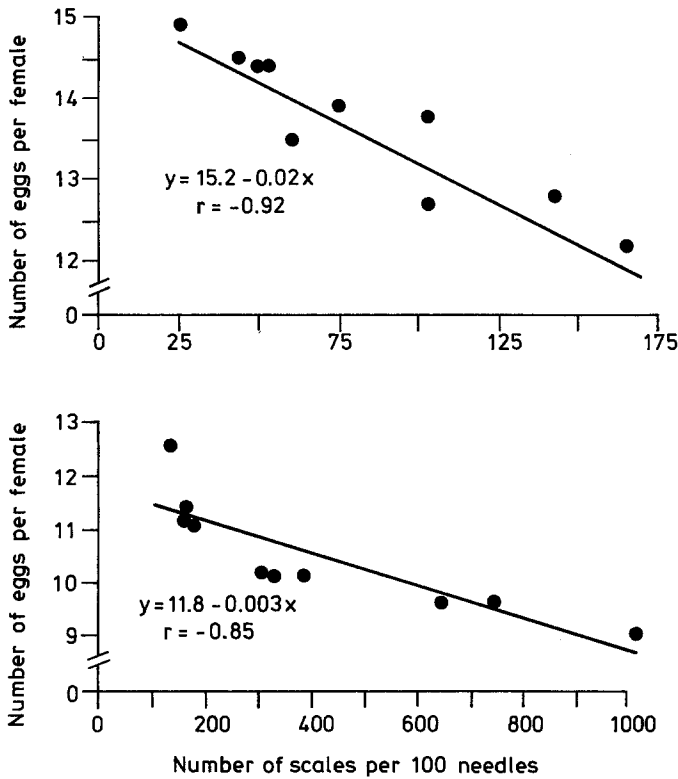 Number of eggs per female
15
14
13
12
0
y = 15.2 - 0.02x
r = -0.92
0 25 75 125 175
Number of eggs per female
13
12
11
10
9
0
y = 11.8 - 0.003x
r = -0.85
0 200 400 600 800 1000
Number of scales per 100 needles